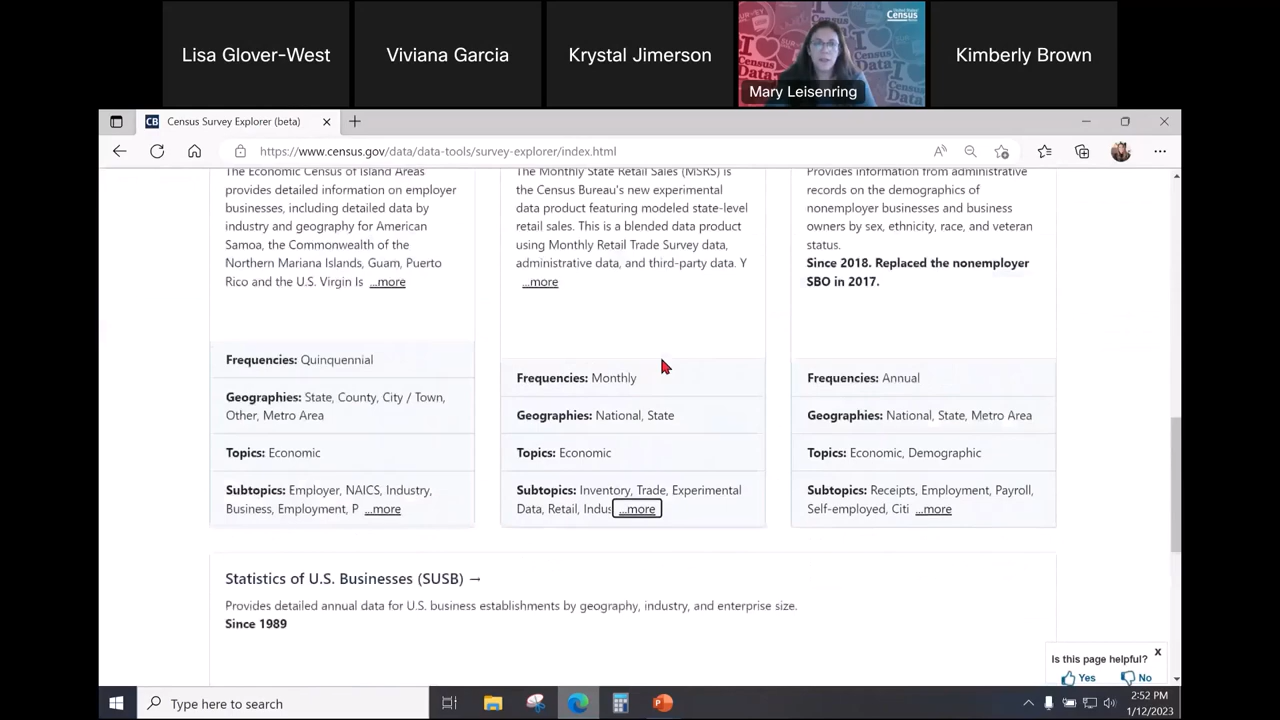 Lisa Glover-West
Viviana Garcia
Krystal Jimerson
United States
Census
Mary Leisenring
Kimberly Brown
CB
Census Survey Explorer (beta)
https://www.census.gov/data/data-tools/survey-explorer/index.html
The Economic Census of Island Areas
provides detailed information on employer
businesses, including detailed data by
industry and geography for American
Samoa, the Commonwealth of the
Northern Mariana Islands, Guam, Puerto
Rico and the U.S. Virgin Is ...more
Frequencies: Quinquennial
Geographies: State, County, City / Town,
Other, Metro Area
Topics: Economic
Subtopics: Employer, NAICS, Industry,
Business, Employment, P ...more
The Monthly State Retail Sales (MSRS) is
the Census Bureau's new experimental
data product featuring modeled state-level
retail sales. This is a blended data product
using Monthly Retail Trade Survey data,
administrative data, and third-party data. Y
...more
Frequencies: Monthly
Geographies: National, State
Topics: Economic
Subtopics: Inventory, Trade, Experimental
Data, Retail, Indus ...more
Provides information from administrative
records on the demographics of
nonemployer businesses and business
owners by sex, ethnicity, race, and veteran
status.
Since 2018. Replaced the nonemployer
SBO in 2017.
Frequencies: Annual
Geographies: National, State, Metro Area
Topics: Economic, Demographic
Subtopics: Receipts, Employment, Payroll,
Self-employed, Citi ...more
Statistics of U.S. Businesses (SUSB) →
Provides detailed annual data for U.S. business establishments by geography, industry, and enterprise size.
Since 1989
Is this page helpful? X
Yes No
Type here to search
2:52 PM
1/12/2023